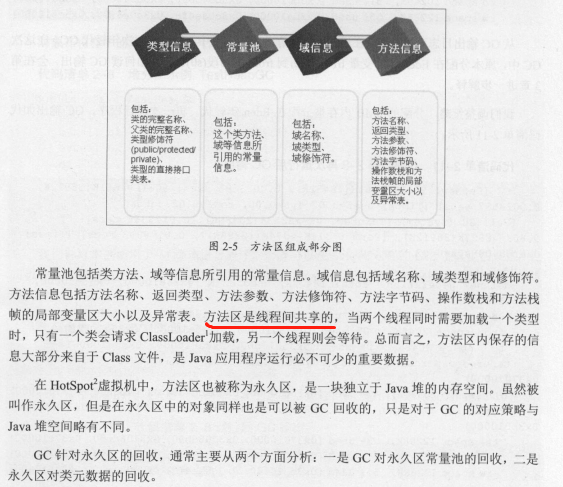 类型信息
常量池
域信息
方法信息
包括:
类的完整名称、
父类的完整名称、
类型修饰符
(public/protected/
private)、
类型的直接接口
类表。
包括,
这个类方法、
域等信息所
引用的常量
信息。
包括:
域名称、
域类型、
域修饰符。
包括:
方法名称、
返回类型、
方法参数、
方法修饰符、
方法字节码、
操作数栈和方
法栈帧的局部
变量区大小以
及异常表。
图 2-5 方法区组成部分图
常量池包括类方法、域等信息所引用的常量信息。域信息包括域名称、域类型和域修饰符。
方法信息包括方法名称、返回类型、方法参数、方法修饰符、方法字节码、操作数栈和方法栈
帧的局部变量区大小以及异常表。方法区是线程间共享的,当两个线程同时需要加载一个类型
时,只有一个类会请求 ClassLoader¹加载,另一个线程则会等待。总而言之,方法区内保存的信
息大部分来自于 Class 文件,是 Java 应用程序运行必不可少的重要数据。
在 HotSpot²虚拟机中,方法区也被称为永久区,是一块独立于 Java 堆的内存空间。虽然被
叫作永久区,但是在永久区中的对象同样也是可以被 GC 回收的,只是对于 GC 的对应策略与
Java 堆空间略有不同。
GC 针对永久区的回收,通常主要从两个方面分析:一是 GC 对永久区常量池的回收,二是
永久区对类元数据的回收。